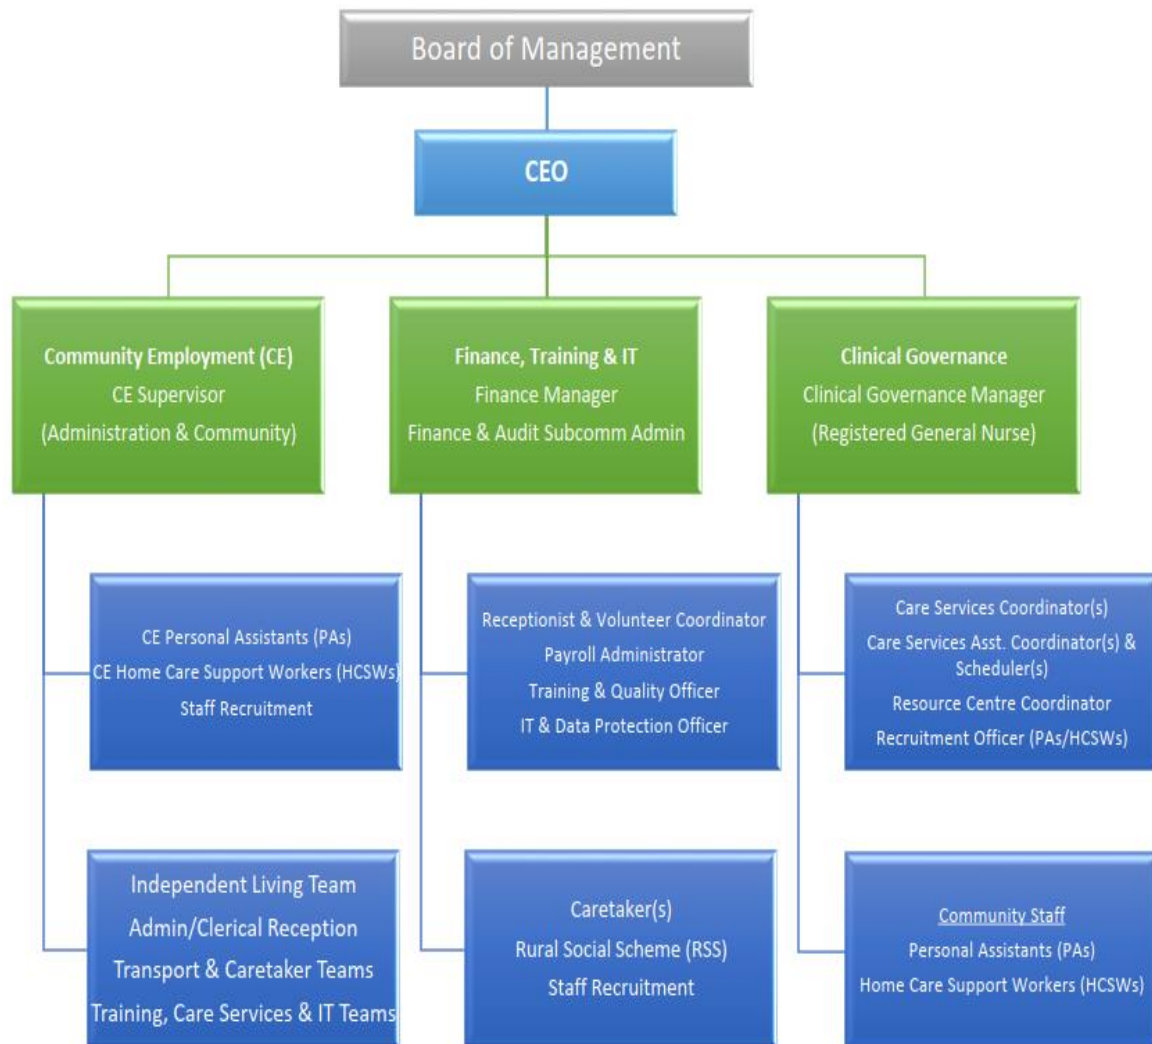 Board of Management
CEO
Community Employment (CE)
CE Supervisor
(Administration & Community)
Finance, Training & IT
Finance Manager
Finance & Audit Subcomm Admin
Clinical Governance
Clinical Governance Manager
(Registered General Nurse)
CE Personal Assistants (PAs)
CE Home Care Support Workers (HCSWs)
Staff Recruitment
Receptionist & Volunteer Coordinator
Payroll Administrator
Training & Quality Officer
IT & Data Protection Officer
Care Services Coordinator(s)
Care Services Asst. Coordinator(s) &
Scheduler(s)
Resource Centre Coordinator
Recruitment Officer (PAs/HCSWs)
Independent Living Team
Admin/Clerical Reception
Transport & Caretaker Teams
Training, Care Services & IT Teams
Caretaker(s)
Rural Social Scheme (RSS)
Staff Recruitment
Community Staff
Personal Assistants (PAs)
Home Care Support Workers (HCSWs)